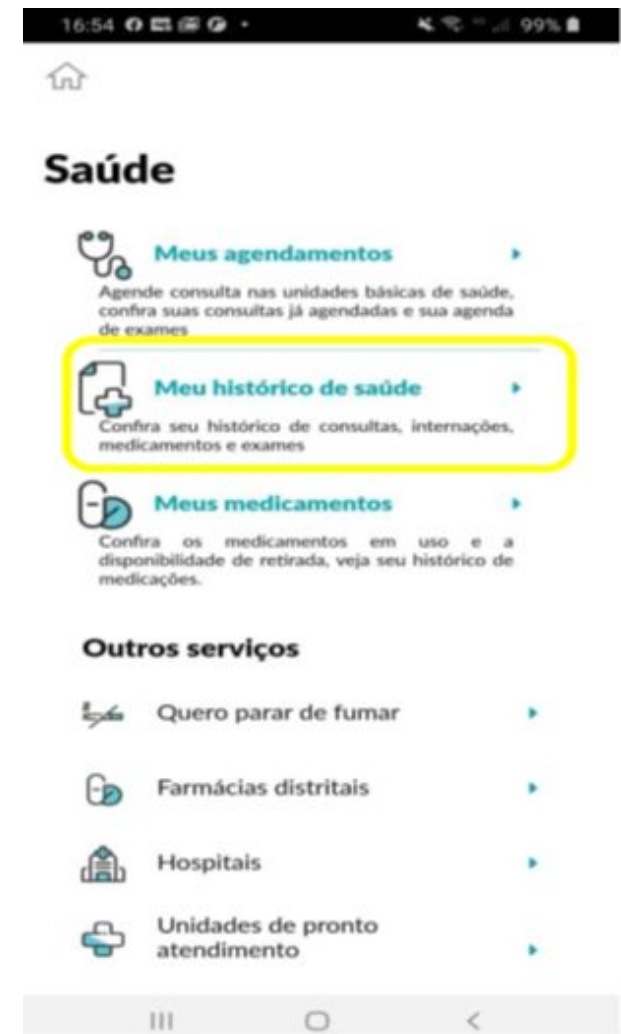 16:54
99%
Saúde
Meus agendamentos
Agende consulta nas unidades básicas de saúde,
confira suas consultas já agendadas e sua agenda
de exames
Meu histórico de saúde
Confira seu histórico de consultas, internações,
medicamentos e exames
Meus medicamentos
Confira os medicamentos em uso e a
disponibilidade de retirada, veja seu histórico de
medicações.
Outros serviços
Quero parar de fumar
Farmácias distritais
Hospitais
Unidades de pronto
atendimento